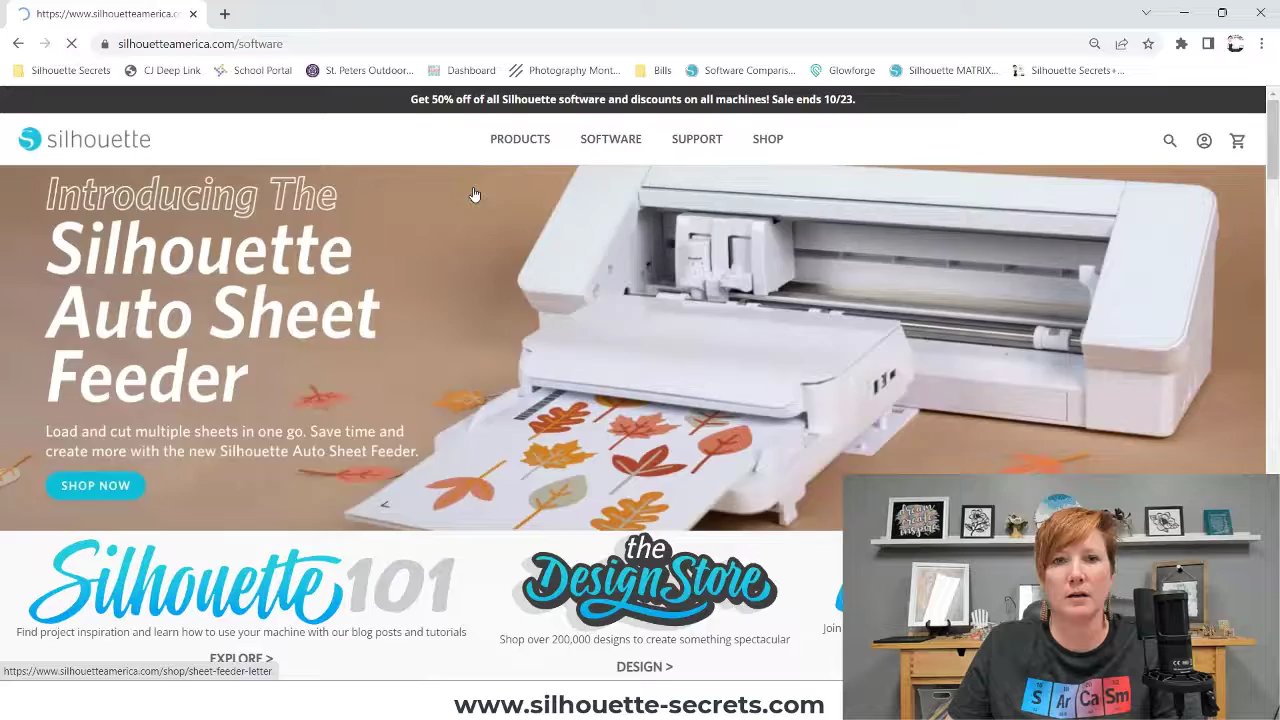 https://www.silhouetteamerica.cr
silhouetteamerica.com/software
Silhouette Secrets
CJ Deep Link
School Portal
St. Peters Outdoor...
Dashboard
Photography Mont...
Bills
Software Comparis...
Glowforge
Silhouette MATRIX...
Silhouette Secrets+...
Get 50% off of all Silhouette software and discounts on all machines! Sale ends 10/23.
silhouette
PRODUCTS
SOFTWARE
SUPPORT
SHOP
Introducing The
Silhouette
Auto Sheet
Feeder
Load and cut multiple sheets in one go. Save time and
create more with the new Silhouette Auto Sheet Feeder.
SHOP NOW
Silhouette 101
Find project inspiration and learn how to use your machine with our blog posts and tutorials
EXPLORE >
the
Design Store
Shop over 200,000 designs to create something spectacular
DESIGN >
Join
https://www.silhouetteamerica.com/shop/sheet-feeder-letter
S Ar Ca Sm
www.silhouette-secrets.com